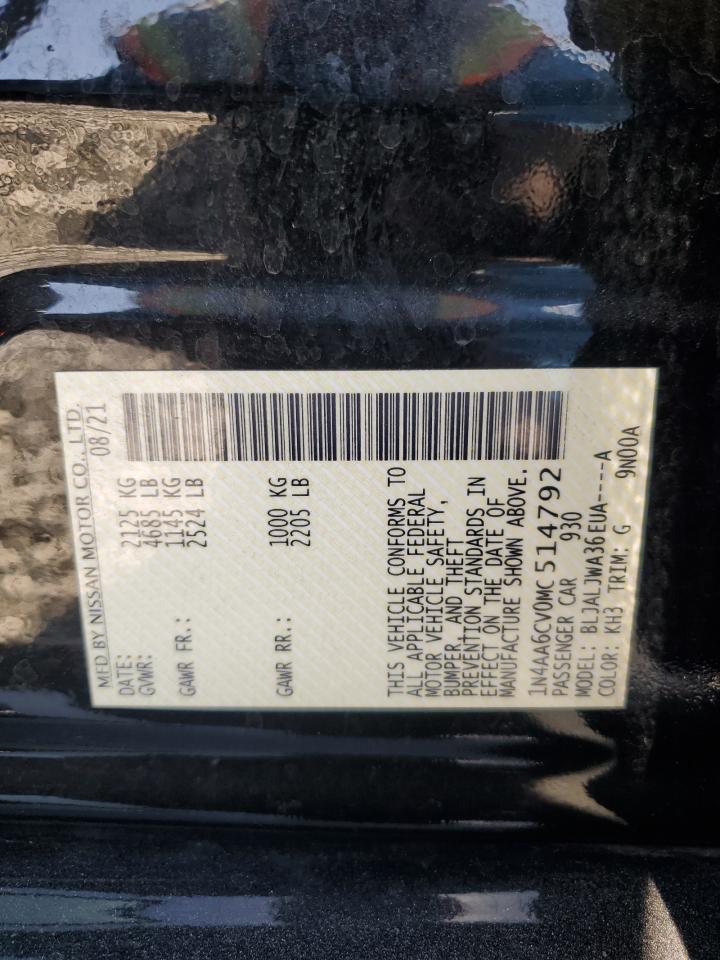 MFD BY NISSAN MOTOR CO., LTD.
DATE: 08/21
GVWR: 2125 KG
4685 LB
GAWR FR.: 1145 KG
2524 LB
GAWR RR.: 1000 KG
2205 LB
THIS VEHICLE CONFORMS TO
ALL APPLICABLE FEDERAL
MOTOR VEHICLE SAFETY,
BUMPER, AND THEFT
PREVENTION STANDARDS IN
EFFECT ON THE DATE OF
MANUFACTURE SHOWN ABOVE.
1N4AA6CV0MC514792
PASSENGER CAR 930
MODEL: BLJALJWA36EUA----A
COLOR: KH3 TRIM: G 9N00A